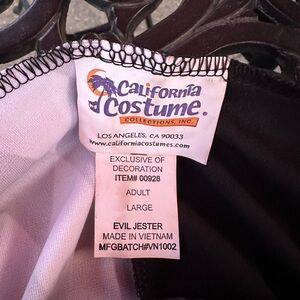 California
Costume.
COLLECTIONS, INC.
LOS ANGELES, CA 90033
www.californiacostumes.com
EXCLUSIVE OF
DECORATION
ITEM# 00928
ADULT
LARGE
EVIL JESTER
MADE IN VIETNAM
MFGBATCH#VN1002